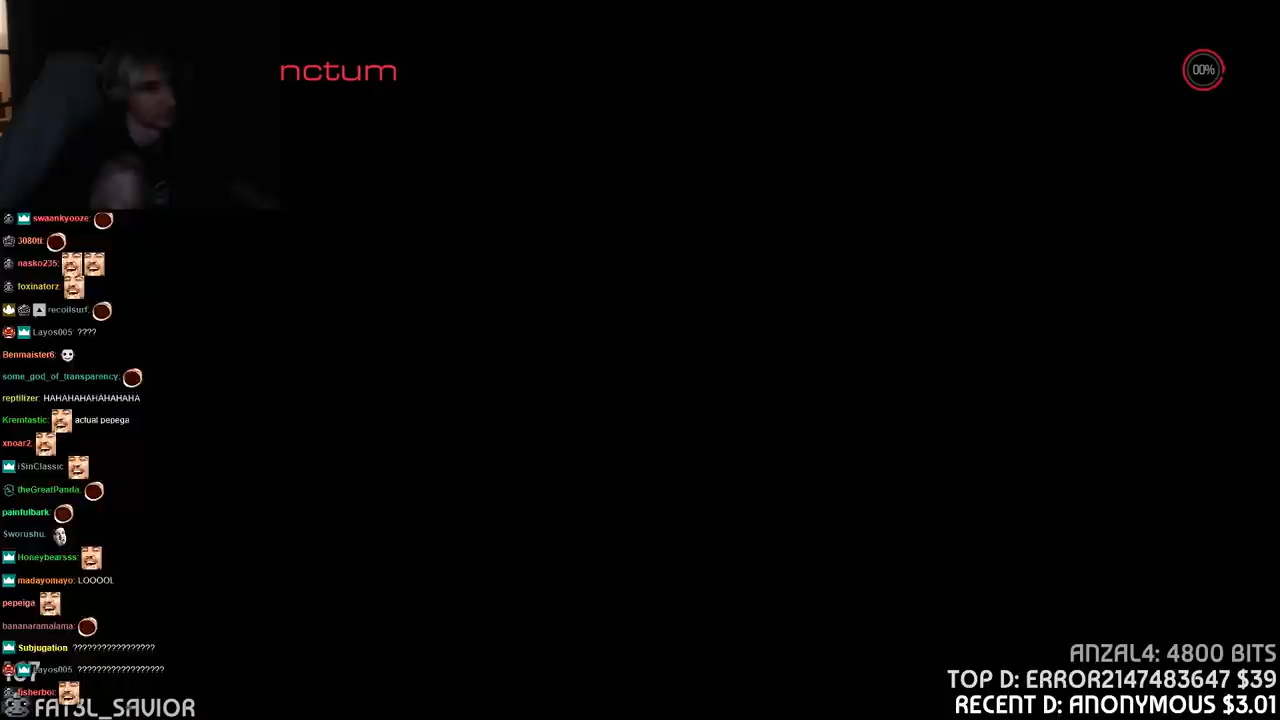 nctum
00%
swaankyooze:
3080ti:
nasko235:
foxinatorz:
recoilsurf:
Layos005: ????
Benmaister6:
some_god_of_transparency:
reptilizer: HAHAHAHAHAHAHAHA
Kremtastic: actual pepega
xnoar2:
iSinClassic
theGreatPanda:
painfulbark:
Sworushu:
Honeybearsss:
madayomayo: LOOOOL
pepeiga
bananaramalama:
Subjugation ?????????????????
Layos005: ??????????????????
fisherboi:
FAT3L_SAVIOR
ANZAL4: 4800 BITS
TOP D: ERROR2147483647 $39
RECENT D: ANONYMOUS $3.01